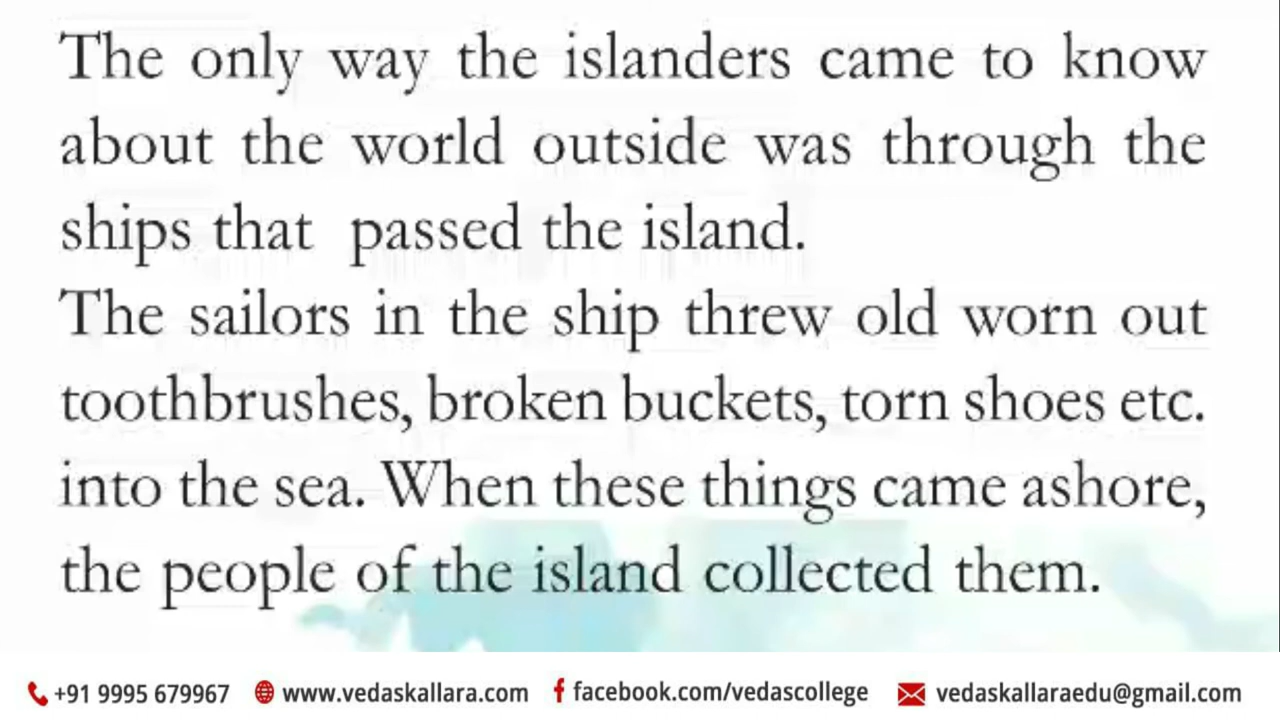 The only way the islanders came to know
about the world outside was through the
ships that passed the island.
The sailors in the ship threw old worn out
toothbrushes, broken buckets, torn shoes etc.
into the sea. When these things came ashore,
the people of the island collected them.
+91 9995 679967 www.vedaskallara.com facebook.com/vedascollege vedaskallaraedu@gmail.com